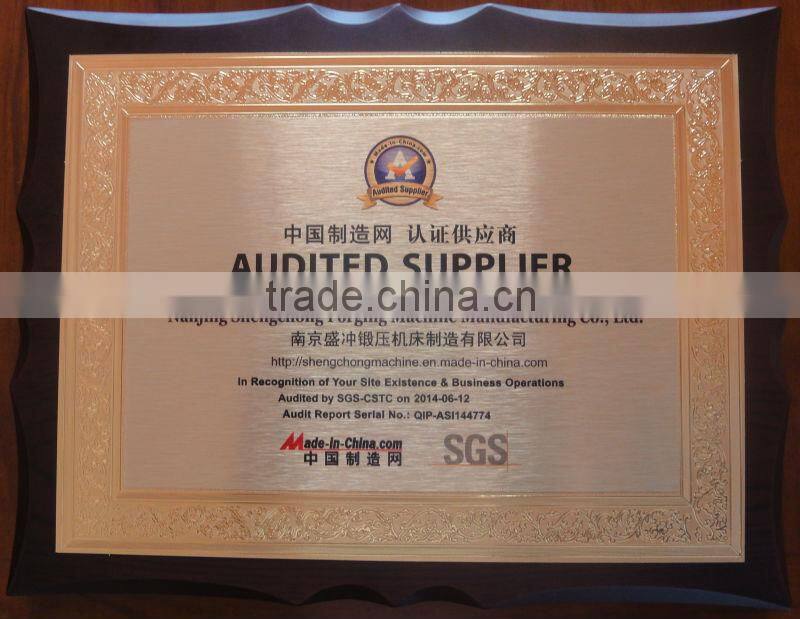 Made-in-China.com
A
Audited Supplier
中国制造网 认证供应商
AUDITED SUPPLIER
trade.china.cn
Nanjing Shengchong Forging Machine Manufacturing Co., Ltd.
南京盛冲锻压机床制造有限公司
http://shengchongmachine.en.made-in-china.com
In Recognition of Your Site Existence & Business Operations
Audited by SGS-CSTC on 2014-06-12
Audit Report Serial No.: QIP-ASI144774
Made-in-China.com
中国制造网
SGS